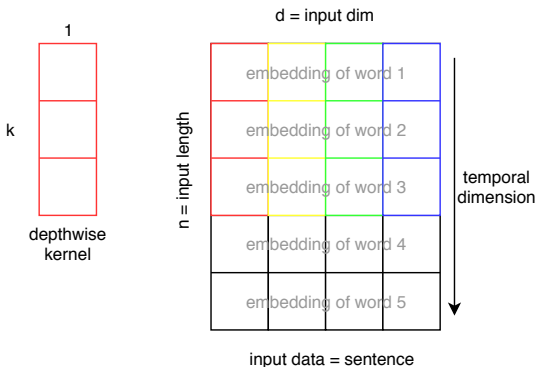 d = input dim
1
k
depthwise
kernel
n = input length
embedding of word 1
embedding of word 2
embedding of word 3
embedding of word 4
embedding of word 5
temporal
dimension
input data = sentence